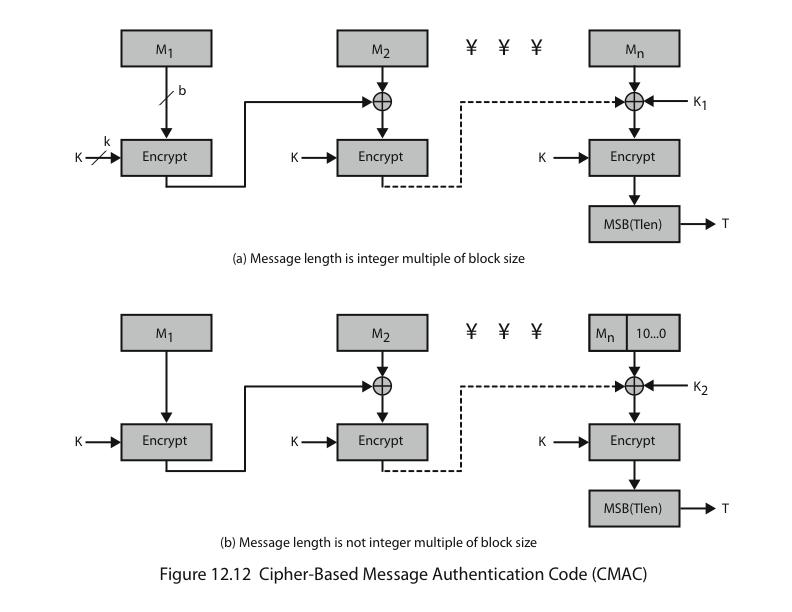 M1 M2 ¥ ¥ ¥ Mn
b
K1
k
K Encrypt K Encrypt K Encrypt
MSB(Tlen) T
(a) Message length is integer multiple of block size
M1 M2 ¥ ¥ ¥ Mn 10...0
K2
K Encrypt K Encrypt K Encrypt
MSB(Tlen) T
(b) Message length is not integer multiple of block size
Figure 12.12 Cipher-Based Message Authentication Code (CMAC)